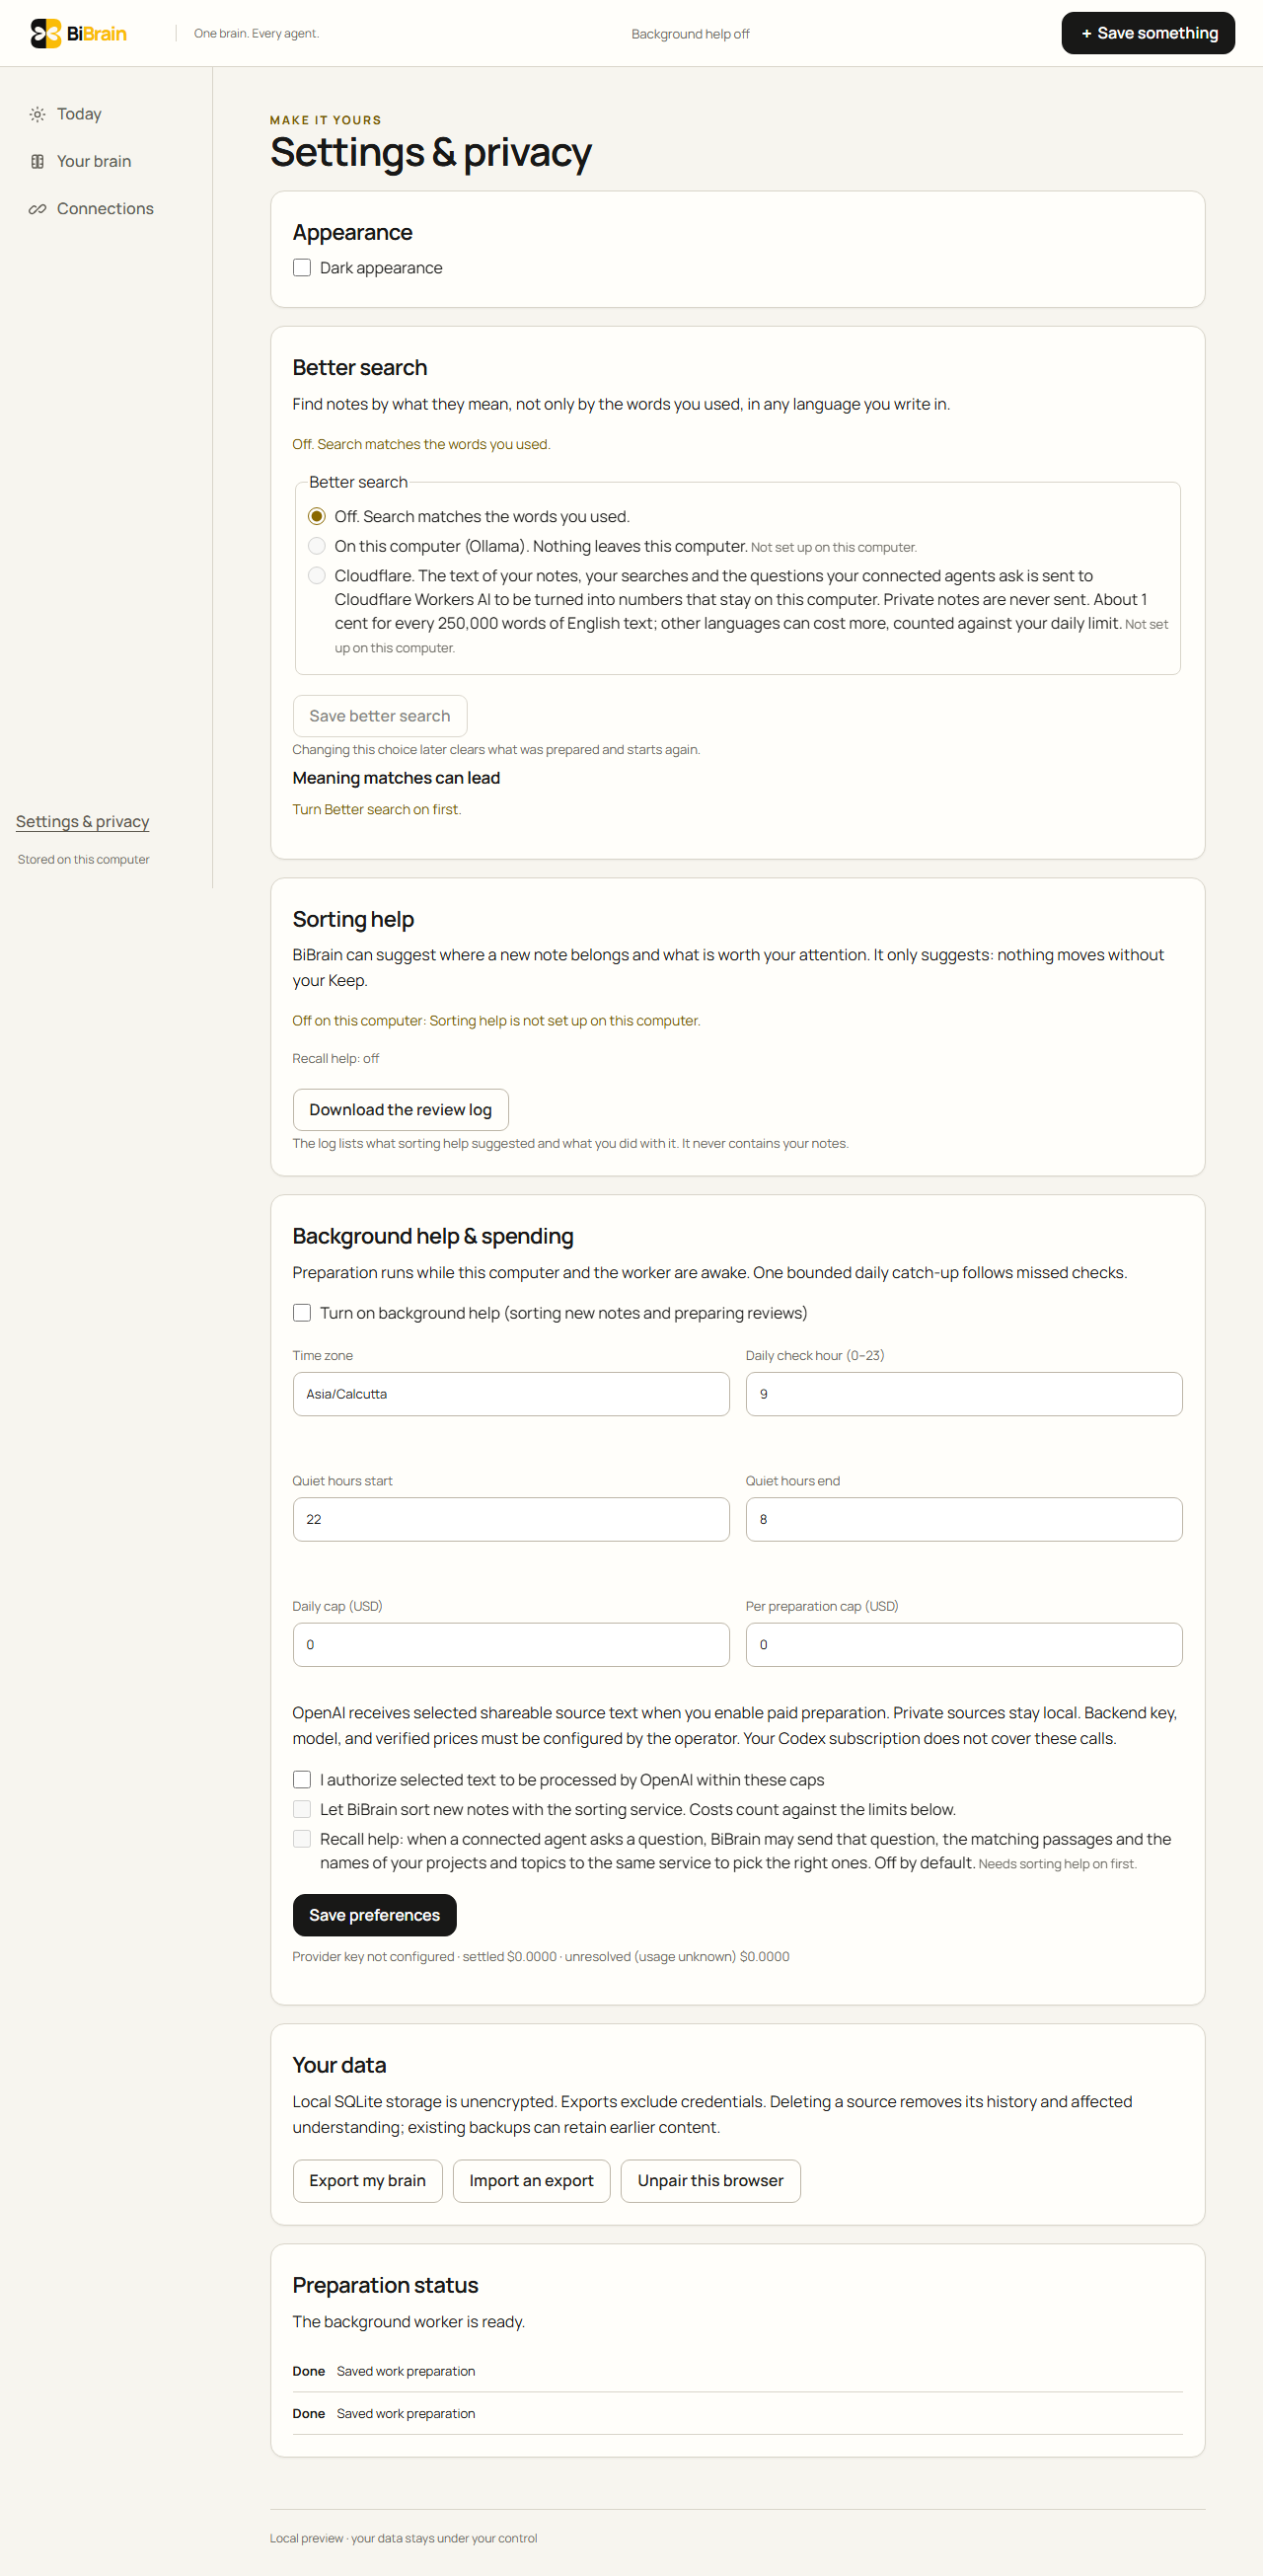 BiBrain
One brain. Every agent.
Background help off
+ Save something
Today
Your brain
Connections
Settings & privacy
Stored on this computer
MAKE IT YOURS
Settings & privacy
Appearance
Dark appearance
Better search
Find notes by what they mean, not only by the words you used, in any language you write in.
Off. Search matches the words you used.
Better search
Off. Search matches the words you used.
On this computer (Ollama). Nothing leaves this computer. Not set up on this computer.
Cloudflare. The text of your notes, your searches and the questions your connected agents ask is sent to
Cloudflare Workers AI to be turned into numbers that stay on this computer. Private notes are never sent. About 1
cent for every 250,000 words of English text; other languages can cost more, counted against your daily limit. Not set
up on this computer.
Save better search
Changing this choice later clears what was prepared and starts again.
Meaning matches can lead
Turn Better search on first.
Sorting help
BiBrain can suggest where a new note belongs and what is worth your attention. It only suggests: nothing moves without
your Keep.
Off on this computer: Sorting help is not set up on this computer.
Recall help: off
Download the review log
The log lists what sorting help suggested and what you did with it. It never contains your notes.
Background help & spending
Preparation runs while this computer and the worker are awake. One bounded daily catch-up follows missed checks.
Turn on background help (sorting new notes and preparing reviews)
Time zone
Daily check hour (0–23)
Asia/Calcutta
9
Quiet hours start
Quiet hours end
22
8
Daily cap (USD)
Per preparation cap (USD)
0
0
OpenAI receives selected shareable source text when you enable paid preparation. Private sources stay local. Backend key,
model, and verified prices must be configured by the operator. Your Codex subscription does not cover these calls.
I authorize selected text to be processed by OpenAI within these caps
Let BiBrain sort new notes with the sorting service. Costs count against the limits below.
Recall help: when a connected agent asks a question, BiBrain may send that question, the matching passages and the
names of your projects and topics to the same service to pick the right ones. Off by default. Needs sorting help on first.
Save preferences
Provider key not configured · settled $0.0000 · unresolved (usage unknown) $0.0000
Your data
Local SQLite storage is unencrypted. Exports exclude credentials. Deleting a source removes its history and affected
understanding; existing backups can retain earlier content.
Export my brain
Import an export
Unpair this browser
Preparation status
The background worker is ready.
Done Saved work preparation
Done Saved work preparation
Local preview · your data stays under your control